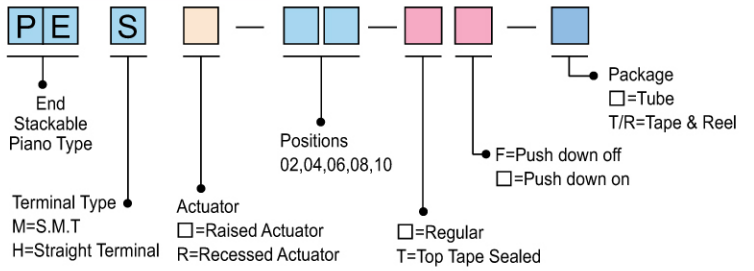 PE S □ — □□ — □□ — □
End
Stackable
Piano Type
Terminal Type
M=S.M.T
H=Straight Terminal
Actuator
□=Raised Actuator
R=Recessed Actuator
Positions
02,04,06,08,10
□=Regular
T=Top Tape Sealed
F=Push down off
□=Push down on
Package
□=Tube
T/R=Tape & Reel